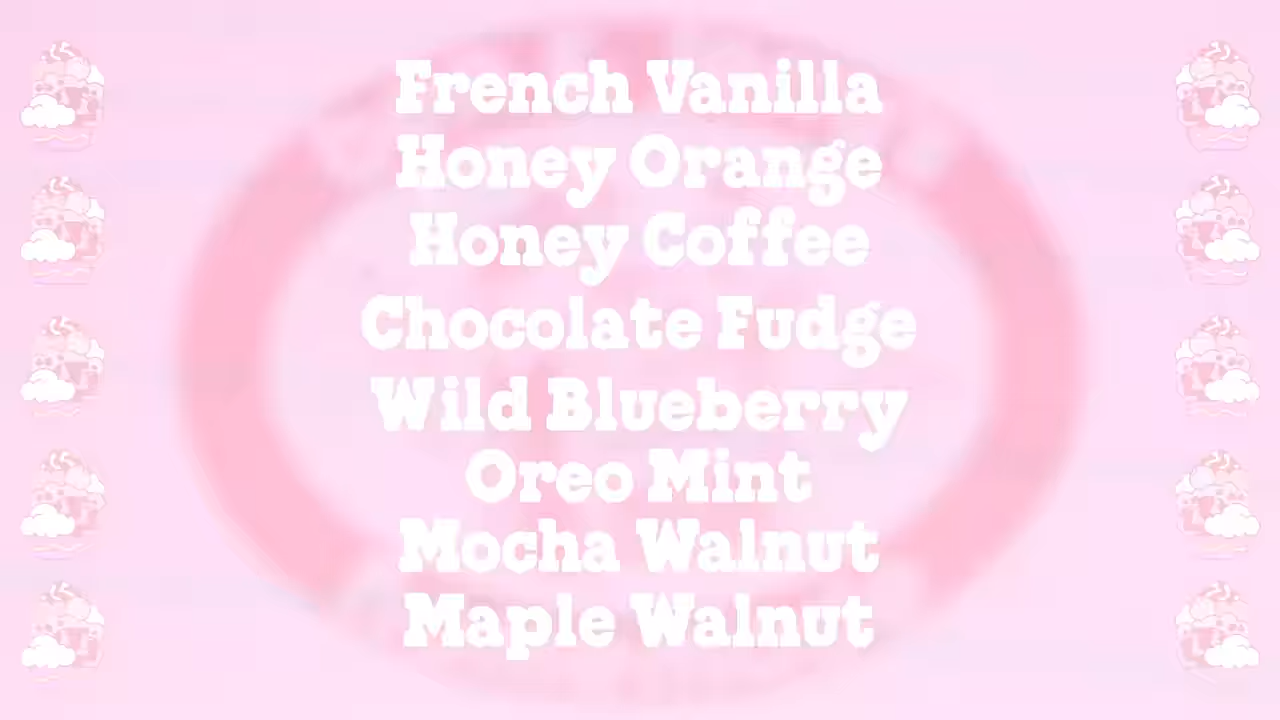 French Vanilla
Honey Orange
Honey Coffee
Chocolate Fudge
Wild Blueberry
Oreo Mint
Mocha Walnut
Maple Walnut